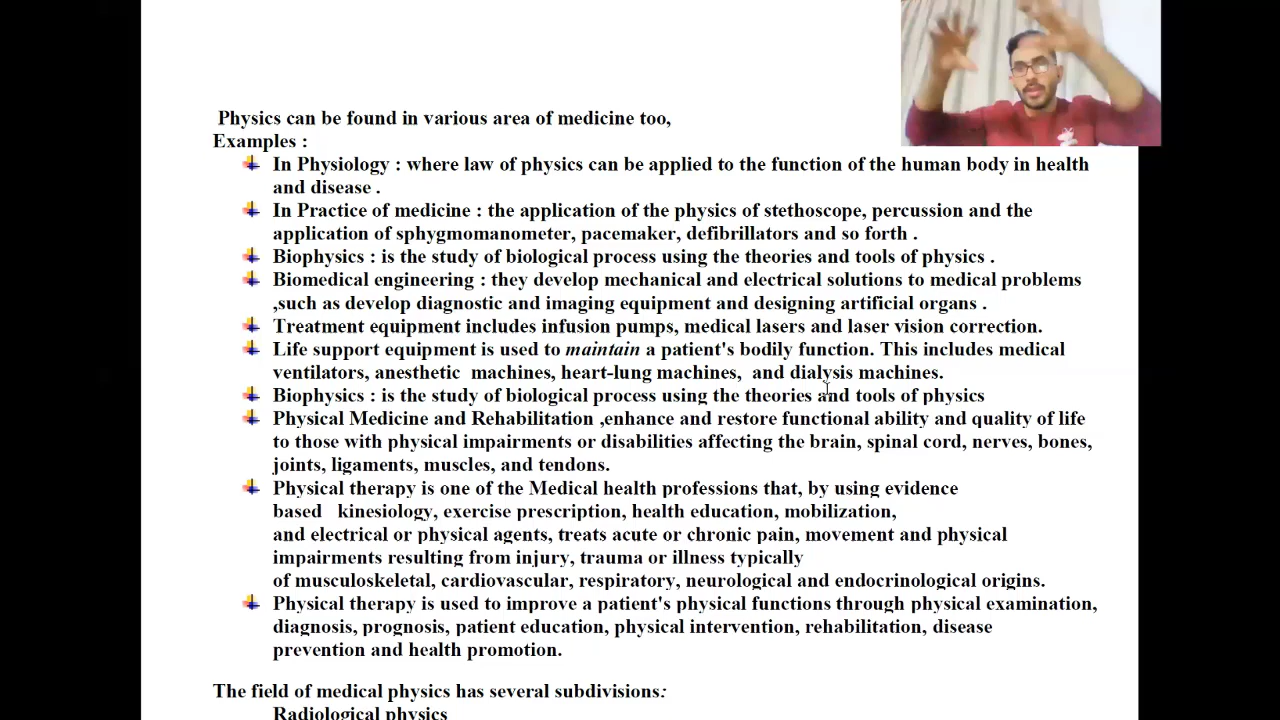 Physics can be found in various area of medicine too,
Examples :
In Physiology : where law of physics can be applied to the function of the human body in health
and disease .
In Practice of medicine : the application of the physics of stethoscope, percussion and the
application of sphygmomanometer, pacemaker, defibrillators and so forth .
Biophysics : is the study of biological process using the theories and tools of physics .
Biomedical engineering : they develop mechanical and electrical solutions to medical problems
,such as develop diagnostic and imaging equipment and designing artificial organs .
Treatment equipment includes infusion pumps, medical lasers and laser vision correction.
Life support equipment is used to maintain a patient's bodily function. This includes medical
ventilators, anesthetic machines, heart-lung machines, and dialysis machines.
Biophysics : is the study of biological process using the theories and tools of physics
Physical Medicine and Rehabilitation ,enhance and restore functional ability and quality of life
to those with physical impairments or disabilities affecting the brain, spinal cord, nerves, bones,
joints, ligaments, muscles, and tendons.
Physical therapy is one of the Medical health professions that, by using evidence
based kinesiology, exercise prescription, health education, mobilization,
and electrical or physical agents, treats acute or chronic pain, movement and physical
impairments resulting from injury, trauma or illness typically
of musculoskeletal, cardiovascular, respiratory, neurological and endocrinological origins.
Physical therapy is used to improve a patient's physical functions through physical examination,
diagnosis, prognosis, patient education, physical intervention, rehabilitation, disease
prevention and health promotion.
The field of medical physics has several subdivisions:
Radiological physics